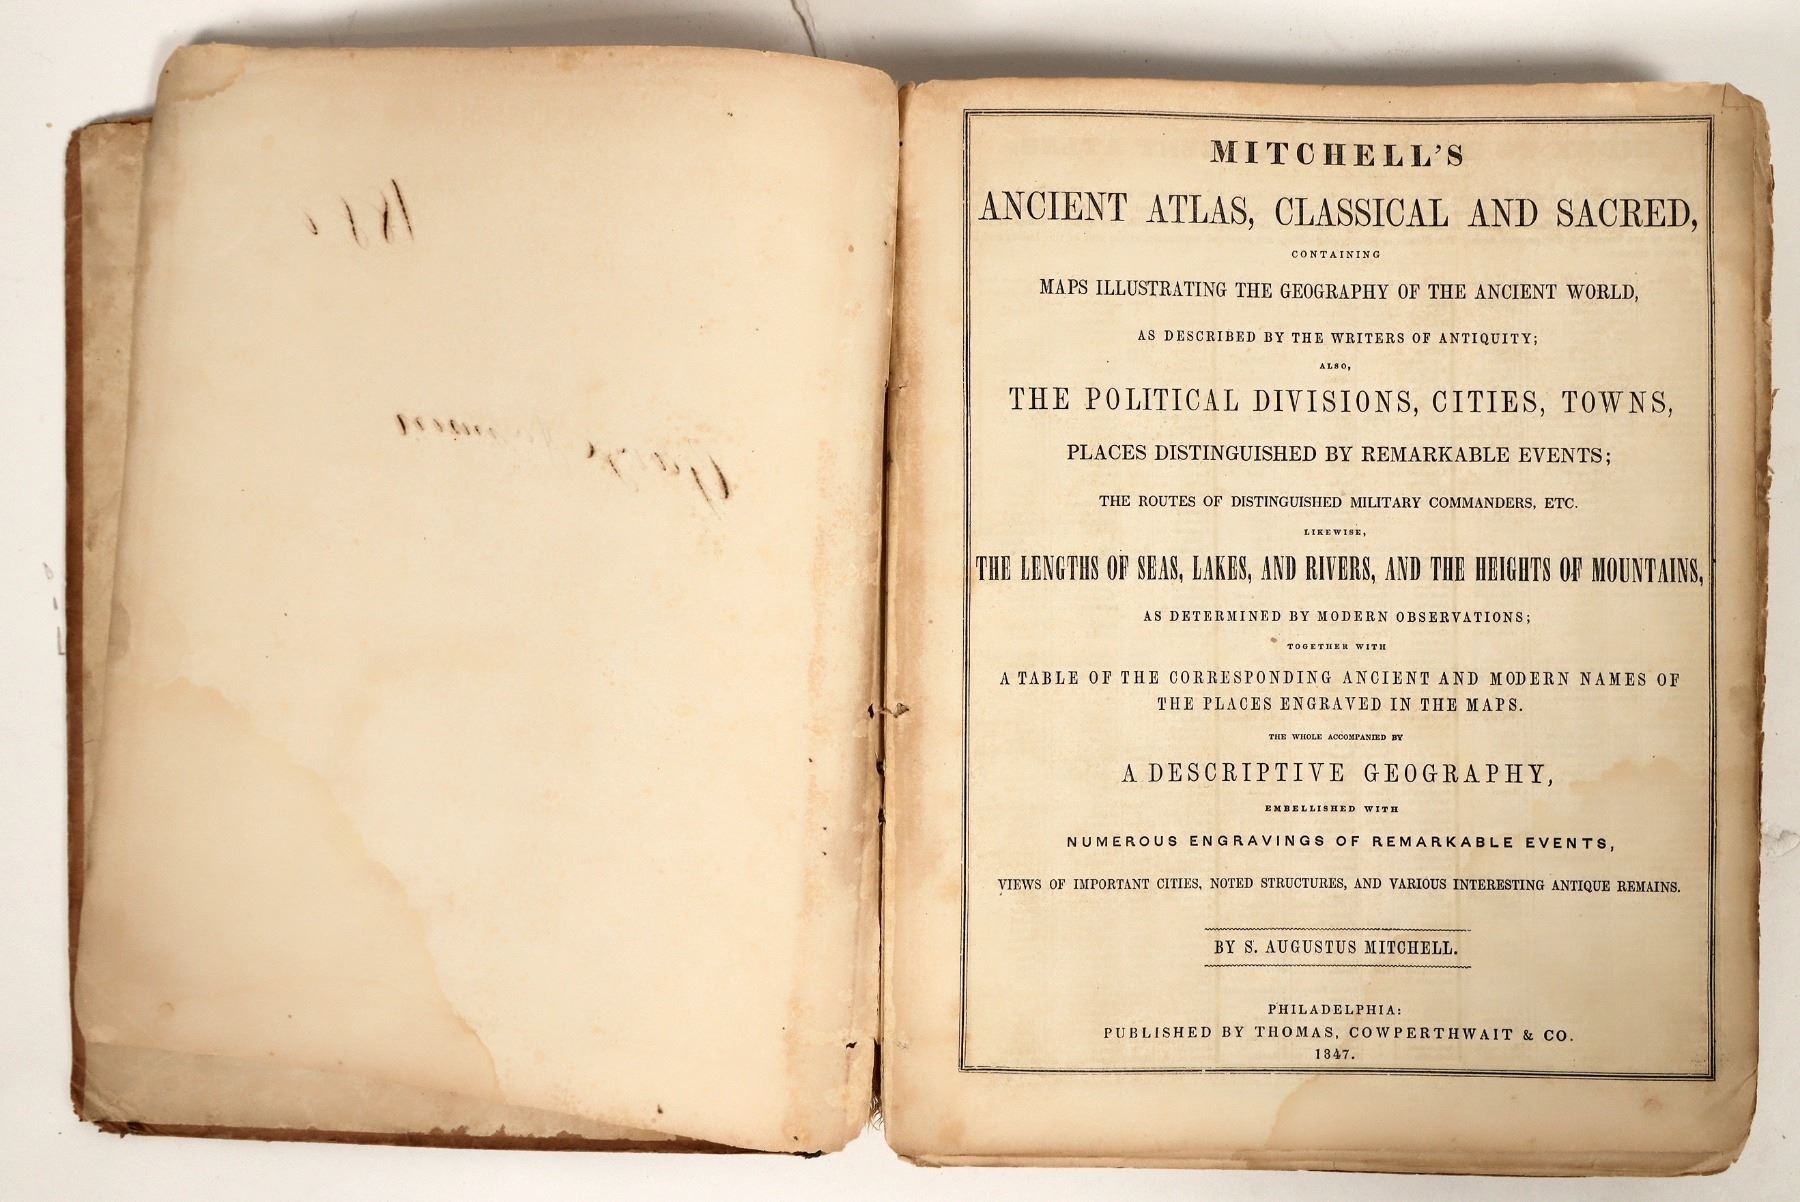 MITCHELL'S
ANCIENT ATLAS, CLASSICAL AND SACRED,
CONTAINING
MAPS ILLUSTRATING THE GEOGRAPHY OF THE ANCIENT WORLD,
AS DESCRIBED BY THE WRITERS OF ANTIQUITY;
ALSO,
THE POLITICAL DIVISIONS, CITIES, TOWNS,
PLACES DISTINGUISHED BY REMARKABLE EVENTS;
THE ROUTES OF DISTINGUISHED MILITARY COMMANDERS, ETC.
LIKEWISE,
THE LENGTHS OF SEAS, LAKES, AND RIVERS, AND THE HEIGHTS OF MOUNTAINS,
AS DETERMINED BY MODERN OBSERVATIONS;
TOGETHER WITH
A TABLE OF THE CORRESPONDING ANCIENT AND MODERN NAMES OF
THE PLACES ENGRAVED IN THE MAPS.
THE WHOLE ACCOMPANIED BY
A DESCRIPTIVE GEOGRAPHY,
EMBELLISHED WITH
NUMEROUS ENGRAVINGS OF REMARKABLE EVENTS,
VIEWS OF IMPORTANT CITIES, NOTED STRUCTURES, AND VARIOUS INTERESTING ANTIQUE REMAINS.
BY S. AUGUSTUS MITCHELL.
PHILADELPHIA:
PUBLISHED BY THOMAS, COWPERTHWAIT & CO.
1847.